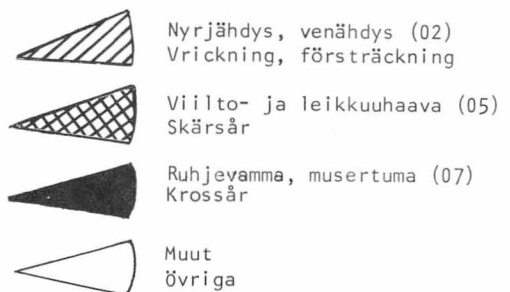 Nyrjähdys, venähdys (02)
Vrickning, försträckning
Viilto- ja leikkuuhaava (05)
Skärsår
Ruhjevamma, musertuma (07)
Krossår
Muut
Övriga